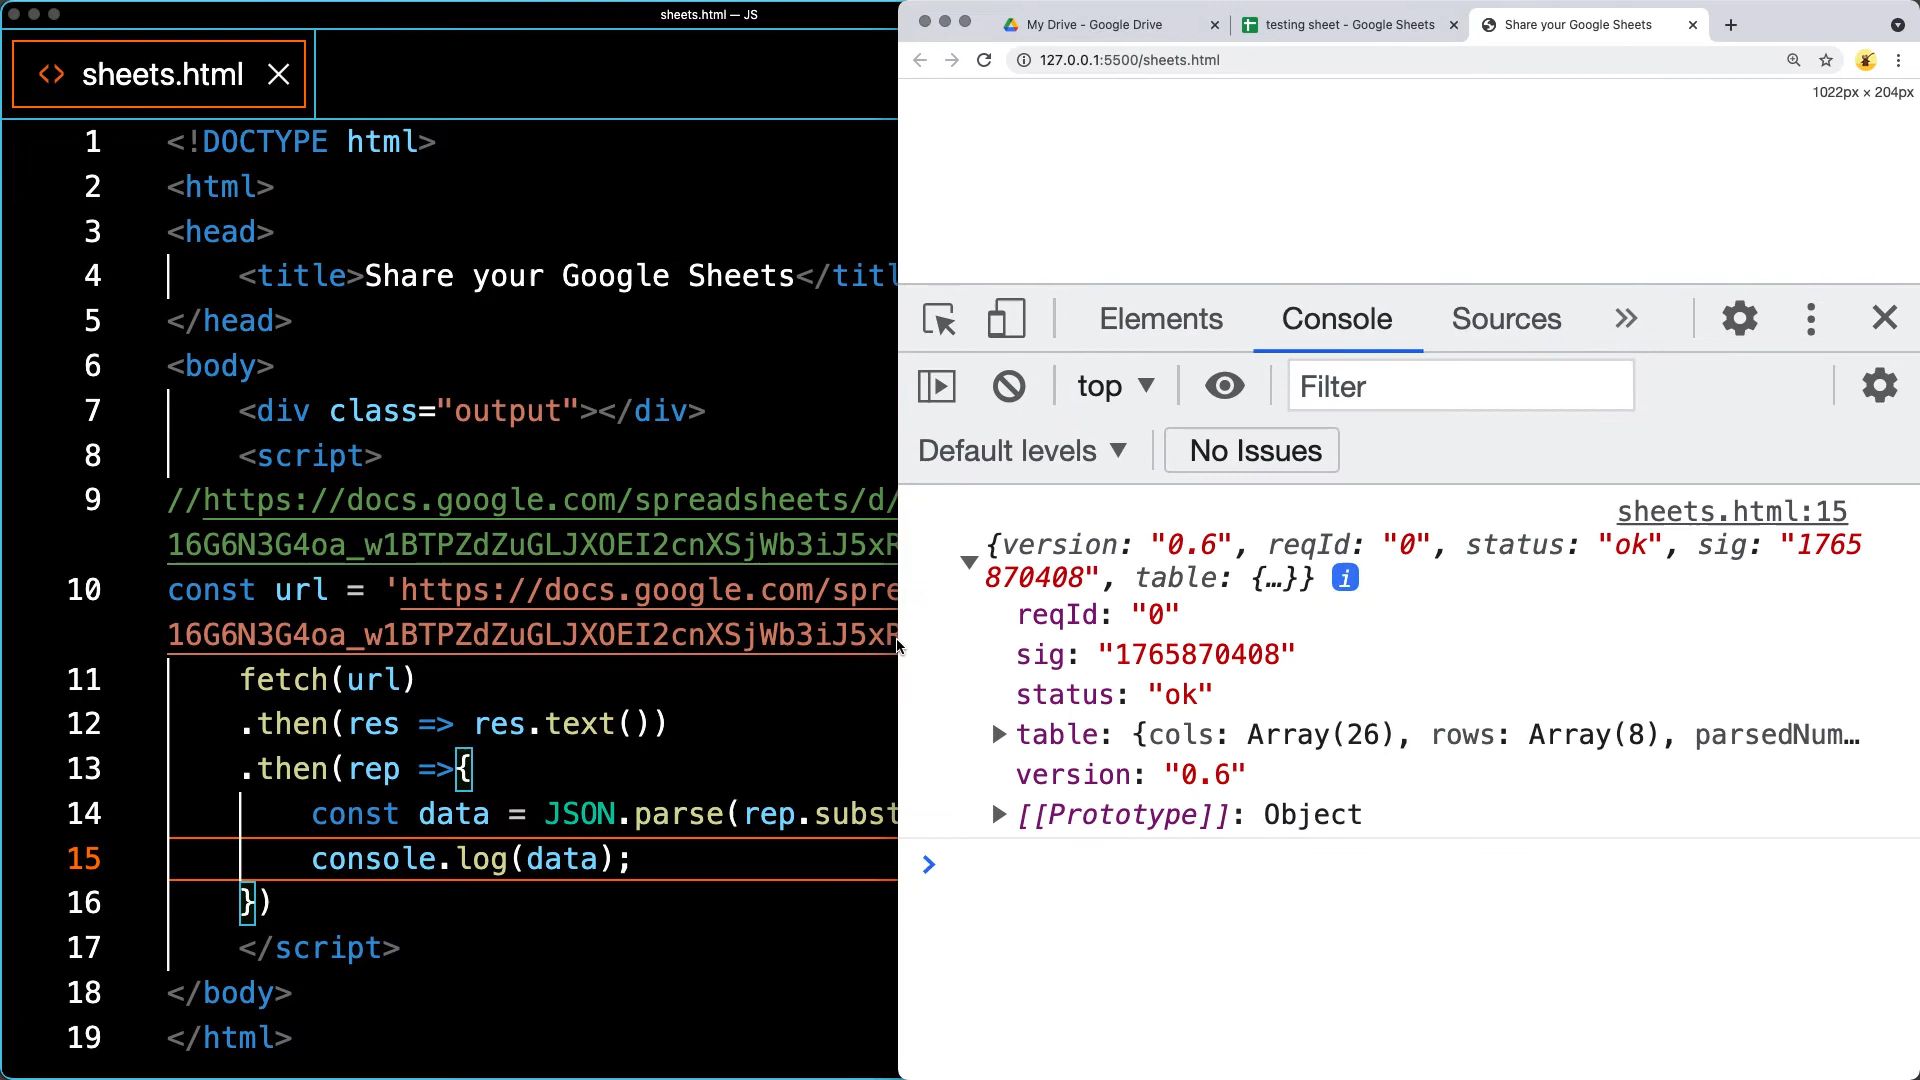 sheets.html — JS
sheets.html
1 <!DOCTYPE html>
2 <html>
3 <head>
4 <title>Share your Google Sheets</titl
5 </head>
6 <body>
7 <div class="output"></div>
8 <script>
9 //https://docs.google.com/spreadsheets/d/
16G6N3G4oa_w1BTPZdZuGLJXOEI2cnXSjWb3iJ5xR
10 const url = 'https://docs.google.com/spre
16G6N3G4oa_w1BTPZdZuGLJXOEI2cnXSjWb3iJ5xR
11 fetch(url)
12 .then(res => res.text())
13 .then(rep =>{
14 const data = JSON.parse(rep.subst
15 console.log(data);
16 })
17 </script>
18 </body>
19 </html>
My Drive - Google Drive
testing sheet - Google Sheets
Share your Google Sheets
127.0.0.1:5500/sheets.html
1022px × 204px
Elements Console Sources
top Filter
Default levels No Issues
sheets.html:15
{version: "0.6", reqId: "0", status: "ok", sig: "1765
870408", table: {…}} i
reqId: "0"
sig: "1765870408"
status: "ok"
table: {cols: Array(26), rows: Array(8), parsedNum…
version: "0.6"
[[Prototype]]: Object